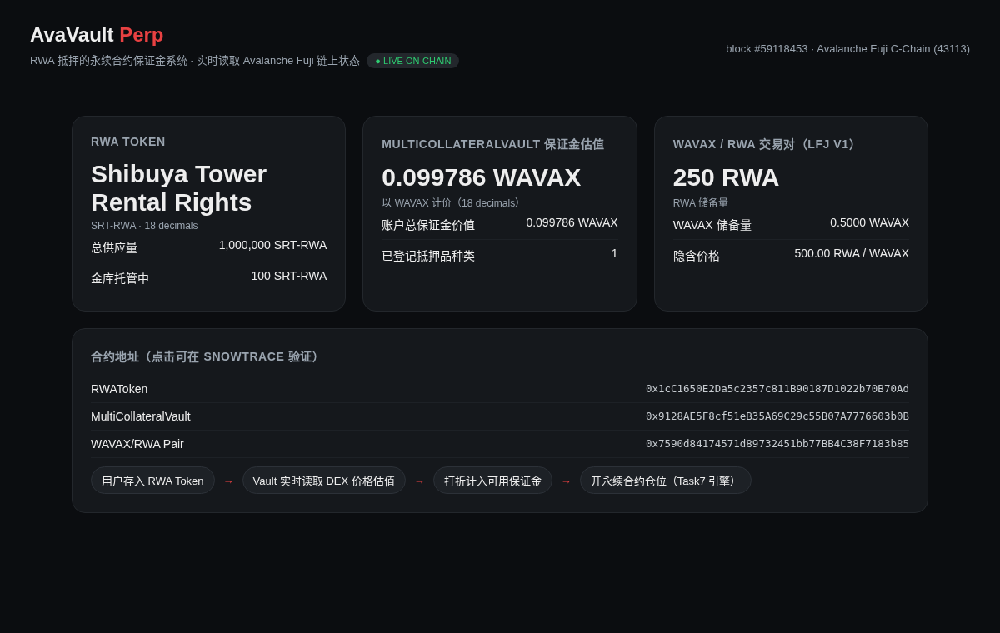 AvaVault Perp
RWA 抵押的永续合约保证金系统 · 实时读取 Avalanche Fuji 链上状态 ● LIVE ON-CHAIN
block #59118453 · Avalanche Fuji C-Chain (43113)
RWA TOKEN
Shibuya Tower
Rental Rights
SRT-RWA · 18 decimals
总供应量 1,000,000 SRT-RWA
金库托管中 100 SRT-RWA
MULTICOLLATERALVAULT 保证金估值
0.099786 WAVAX
以 WAVAX 计价（18 decimals）
账户总保证金价值 0.099786 WAVAX
已登记抵押品种类 1
WAVAX / RWA 交易对（LFJ V1）
250 RWA
RWA 储备量
WAVAX 储备量 0.5000 WAVAX
隐含价格 500.00 RWA / WAVAX
合约地址（点击可在 SNOWTRACE 验证）
RWAToken 0x1cC1650E2Da5c2357c811B90187D1022b70B70Ad
MultiCollateralVault 0x9128AE5F8cf51eB35A69C29c55B07A7776603b0B
WAVAX/RWA Pair 0x7590d84174571d89732451bb77BB4C38F7183b85
用户存入 RWA Token → Vault 实时读取 DEX 价格估值 → 打折计入可用保证金 → 开永续合约仓位（Task7 引擎）